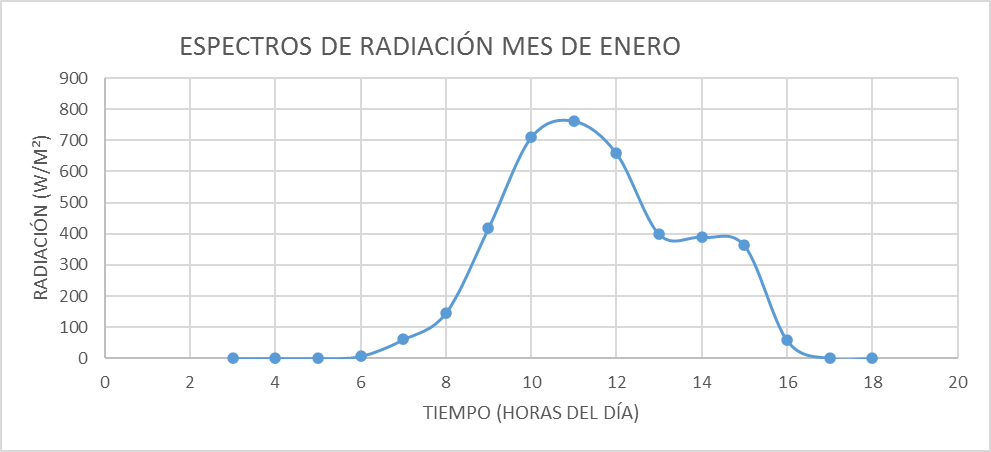 ESPECTROS DE RADIACIÓN MES DE ENERO
RADIACIÓN (W/M²)
900
800
700
600
500
400
300
200
100
0
0 2 4 6 8 10 12 14 16 18 20
TIEMPO (HORAS DEL DÍA)